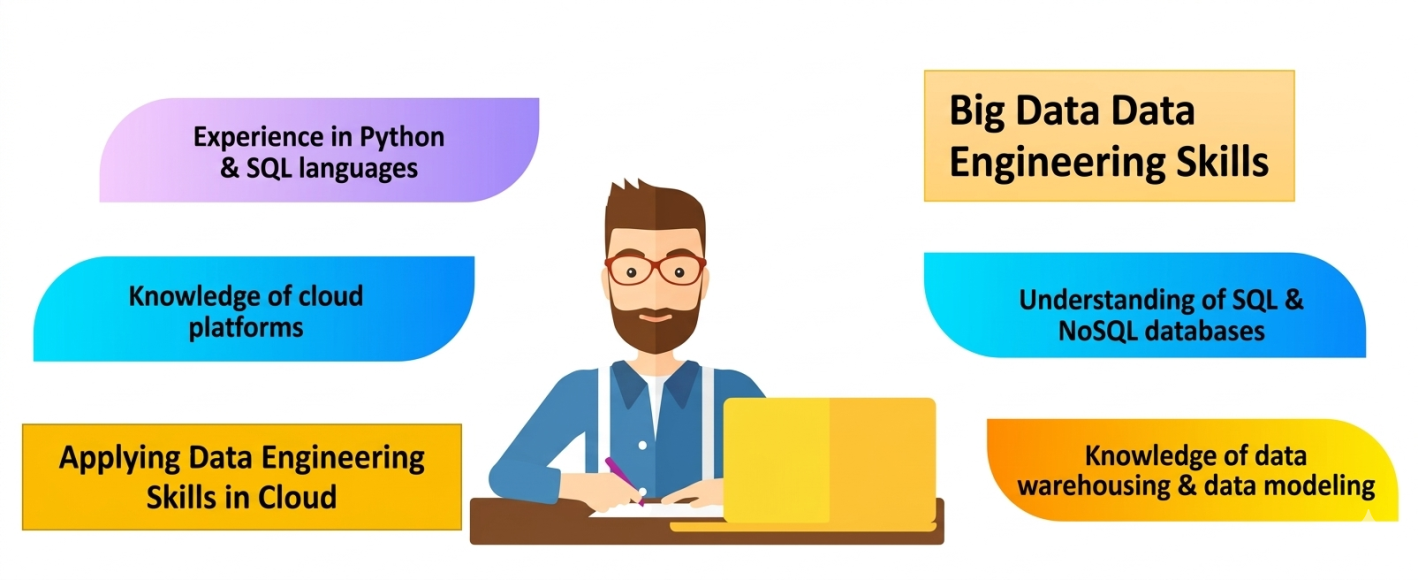 Experience in Python
& SQL languages
Knowledge of cloud
platforms
Applying Data Engineering
Skills in Cloud
Big Data Data
Engineering Skills
Understanding of SQL &
NoSQL databases
Knowledge of data
warehousing & data modeling